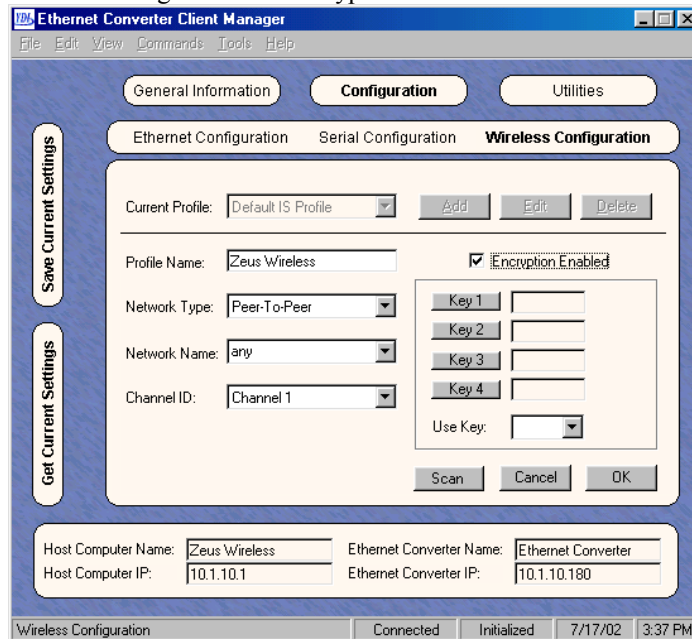 YDI Ethernet Converter Client Manager
File Edit View Commands Tools Help
General Information Configuration Utilities
Ethernet Configuration Serial Configuration Wireless Configuration
Save Current Settings
Get Current Settings
Current Profile: Default IS Profile Add Edit Delete
Profile Name: Zeus Wireless Encryption Enabled
Network Type: Peer-To-Peer Key 1
Key 2
Network Name: any Key 3
Channel ID: Channel 1 Key 4
Use Key:
Scan Cancel OK
Host Computer Name: Zeus Wireless Ethernet Converter Name: Ethernet Converter
Host Computer IP: 10.1.10.1 Ethernet Converter IP: 10.1.10.180
Wireless Configuration Connected Initialized 7/17/02 3:37 PM